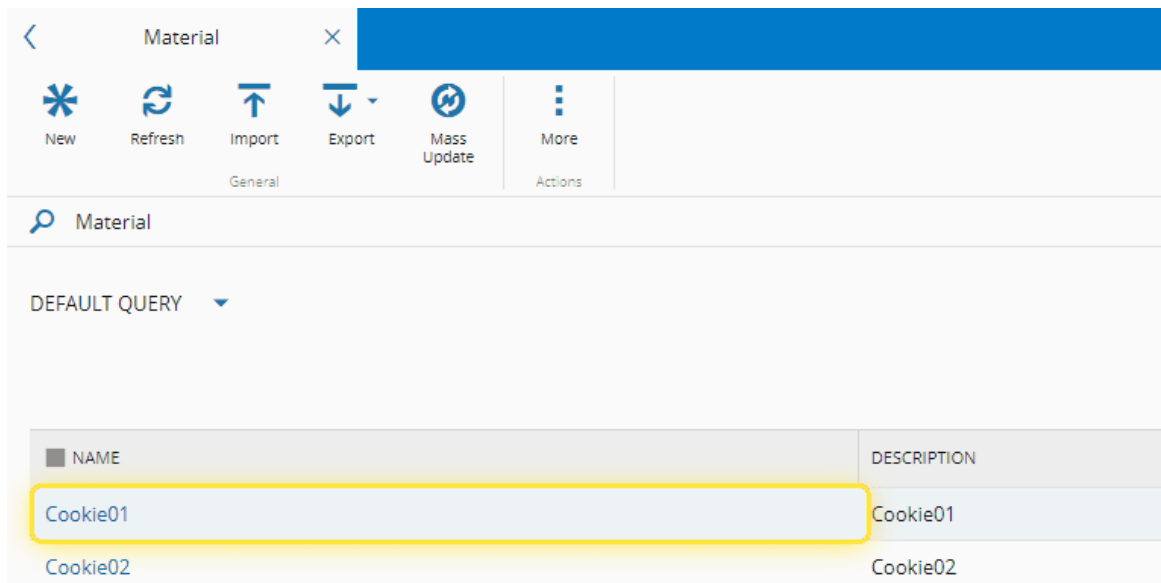 Material
New Refresh Import Export Mass Update More
General Actions
Material
DEFAULT QUERY
NAME DESCRIPTION
Cookie01 Cookie01
Cookie02 Cookie02